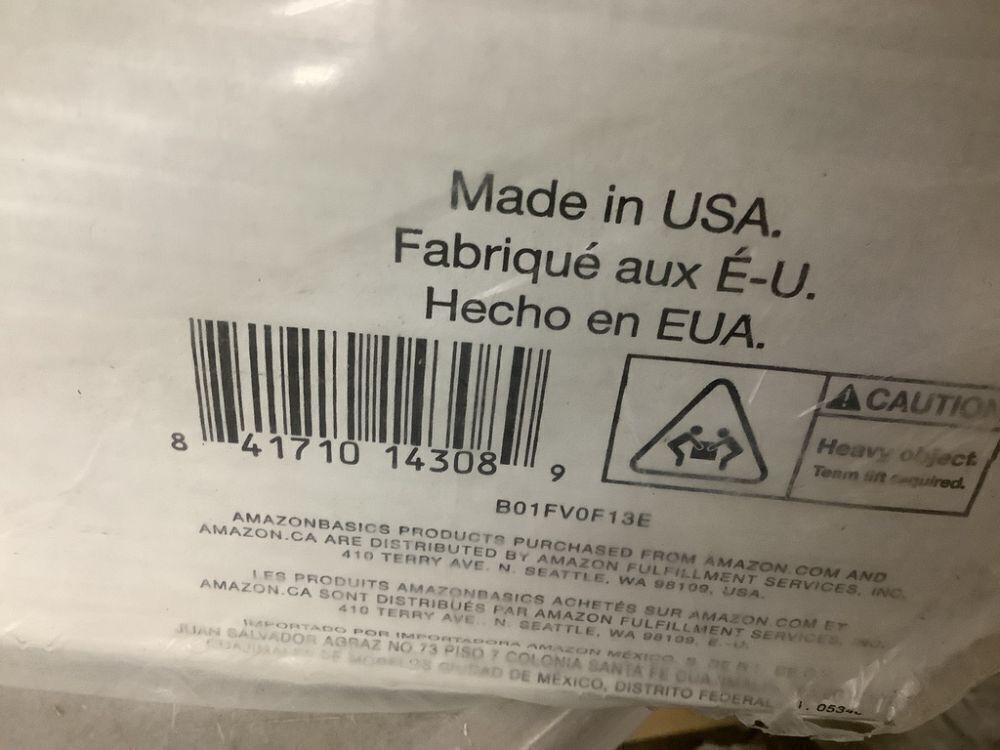 Made in USA.
Fabriqué aux É-U.
Hecho en EUA.
8 41710 14308 9
CAUTION
Heavy object
Team lift required.
B01FV0F13E
AMAZONBASICS PRODUCTS PURCHASED FROM AMAZON.COM AND
AMAZON.CA ARE DISTRIBUTED BY AMAZON FULFILLMENT SERVICES, INC.
410 TERRY AVE. N. SEATTLE, WA 98109, USA.
LES PRODUITS AMAZONBASICS ACHETÉS SUR AMAZON.COM ET
AMAZON.CA SONT DISTRIBUÉS PAR AMAZON FULFILLMENT SERVICES, INC.
410 TERRY AVE. N. SEATTLE, WA 98109, É.-U.
IMPORTADO POR IMPORTADORA AMAZON MÉXICO, S. DE R.L.
JUAN SALVADOR AGRAZ NO.73 PISO 7 COLONIA SANTA FE
CIUDAD DE MÉXICO, DISTRITO FEDERAL